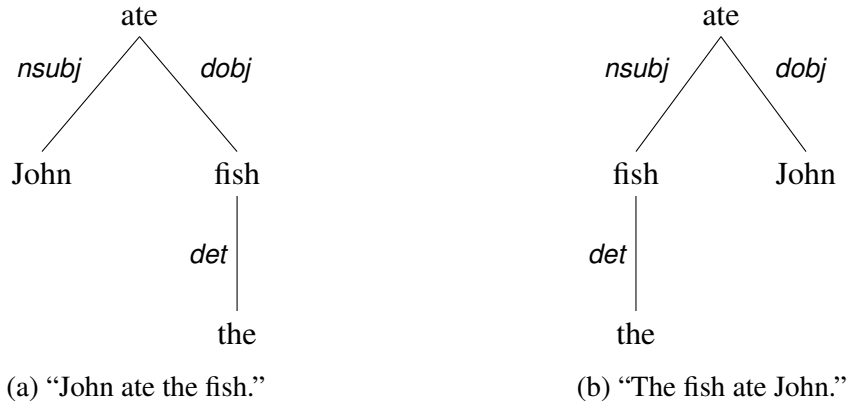 ate ate
nsubj dobj nsubj dobj
John fish fish John
det det
the the
(a) “John ate the fish.” (b) “The fish ate John.”